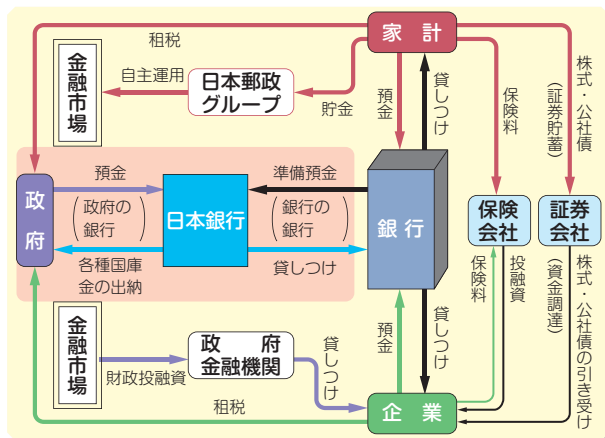 租税
家計
金融市場
自主運用
日本郵政
グループ
貯金
預金
貸しつけ
保険料
株式・公社債
(証券貯蓄)
政府
預金
(政府の
銀行)
日本銀行
準備預金
(銀行の
銀行)
銀行
保険
会社
証券
会社
各種国庫
金の出納
貸しつけ
金融市場
財政投融資
政府
金融機関
貸しつけ
預金
貸しつけ
保険料
投融資
(資金調達)
株式・公社債の引き受け
租税
企業